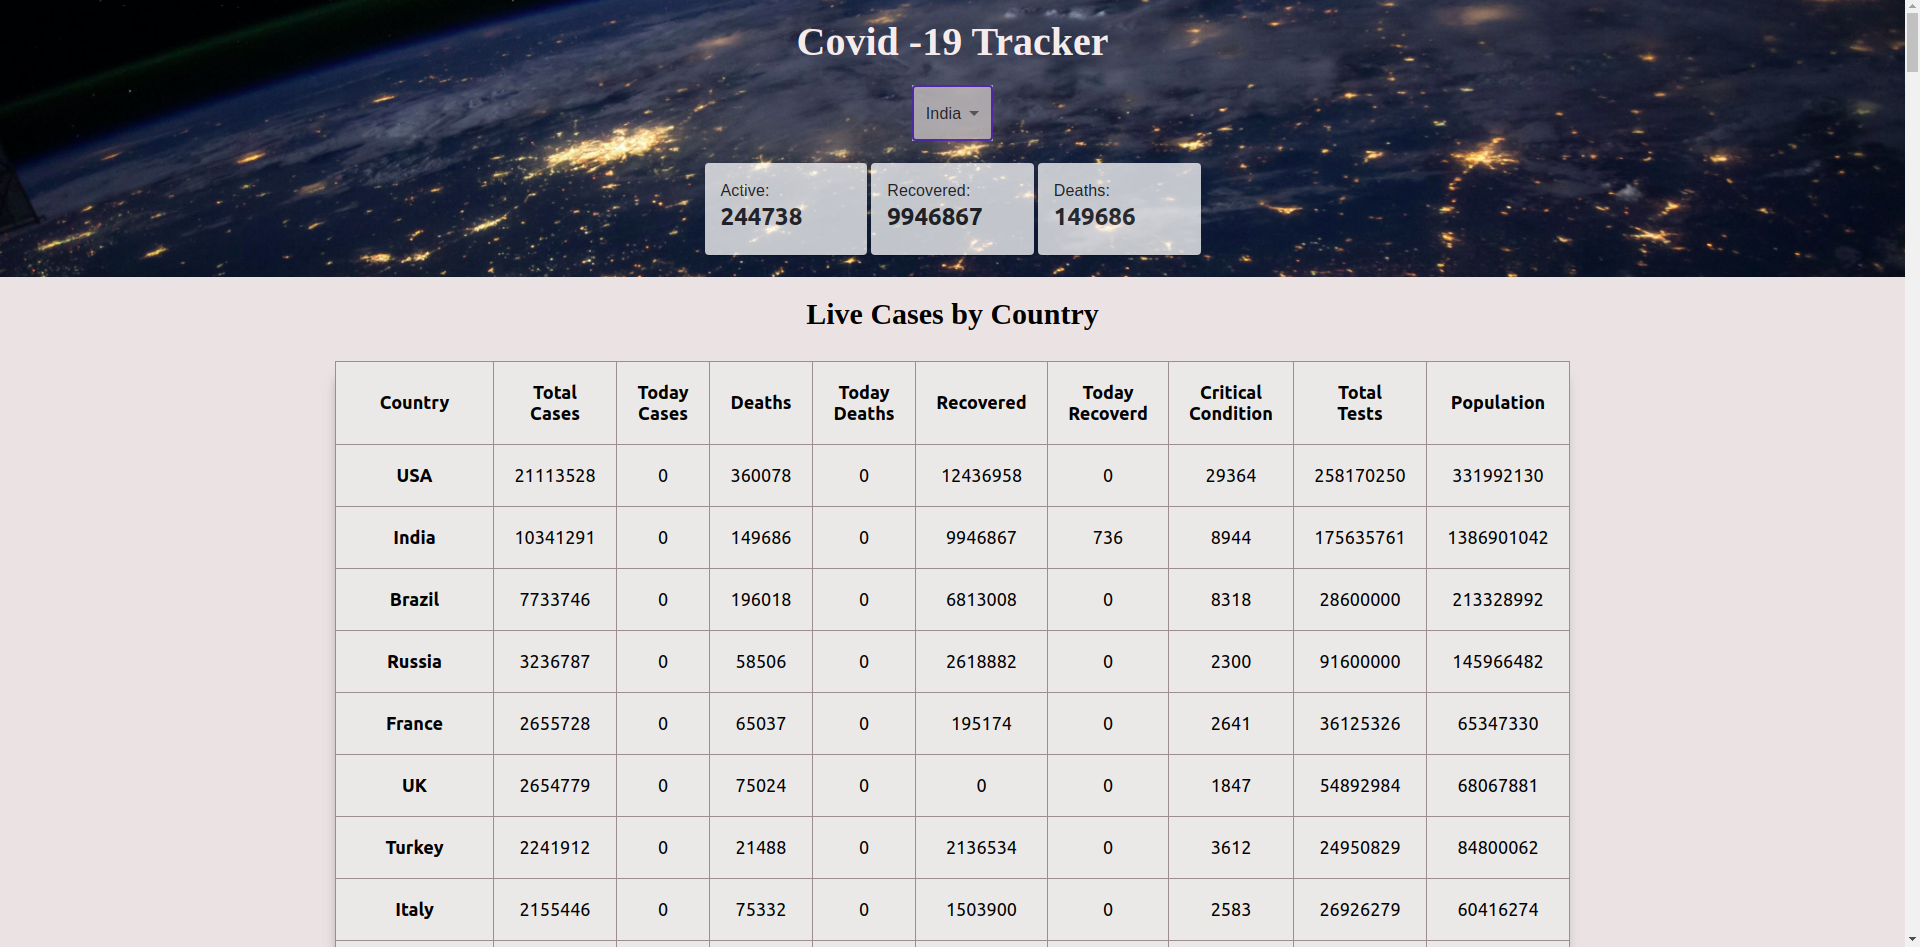 Covid -19 Tracker
India
Active: Recovered: Deaths:
244738 9946867 149686
Live Cases by Country
Country Total Cases Today Cases Deaths Today Deaths Recovered Today Recoverd Critical Condition Total Tests Population
USA 21113528 0 360078 0 12436958 0 29364 258170250 331992130
India 10341291 0 149686 0 9946867 736 8944 175635761 1386901042
Brazil 7733746 0 196018 0 6813008 0 8318 28600000 213328992
Russia 3236787 0 58506 0 2618882 0 2300 91600000 145966482
France 2655728 0 65037 0 195174 0 2641 36125326 65347330
UK 2654779 0 75024 0 0 0 1847 54892984 68067881
Turkey 2241912 0 21488 0 2136534 0 3612 24950829 84800062
Italy 2155446 0 75332 0 1503900 0 2583 26926279 60416274